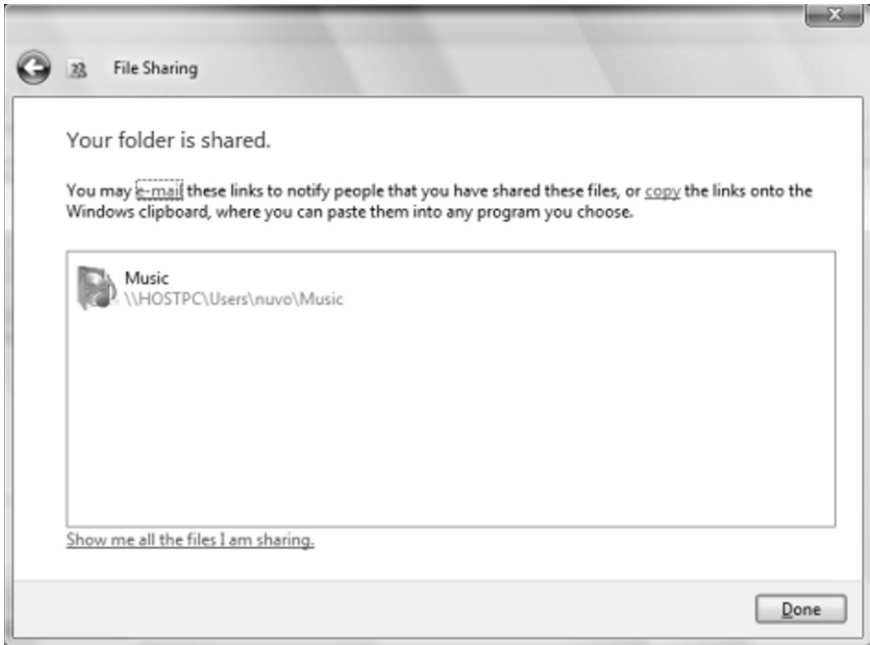 File Sharing
Your folder is shared.
You may e-mail these links to notify people that you have shared these files, or copy the links onto the
Windows clipboard, where you can paste them into any program you choose.
Music
\\HOSTPC\Users\nuvo\Music
Show me all the files I am sharing.
Done